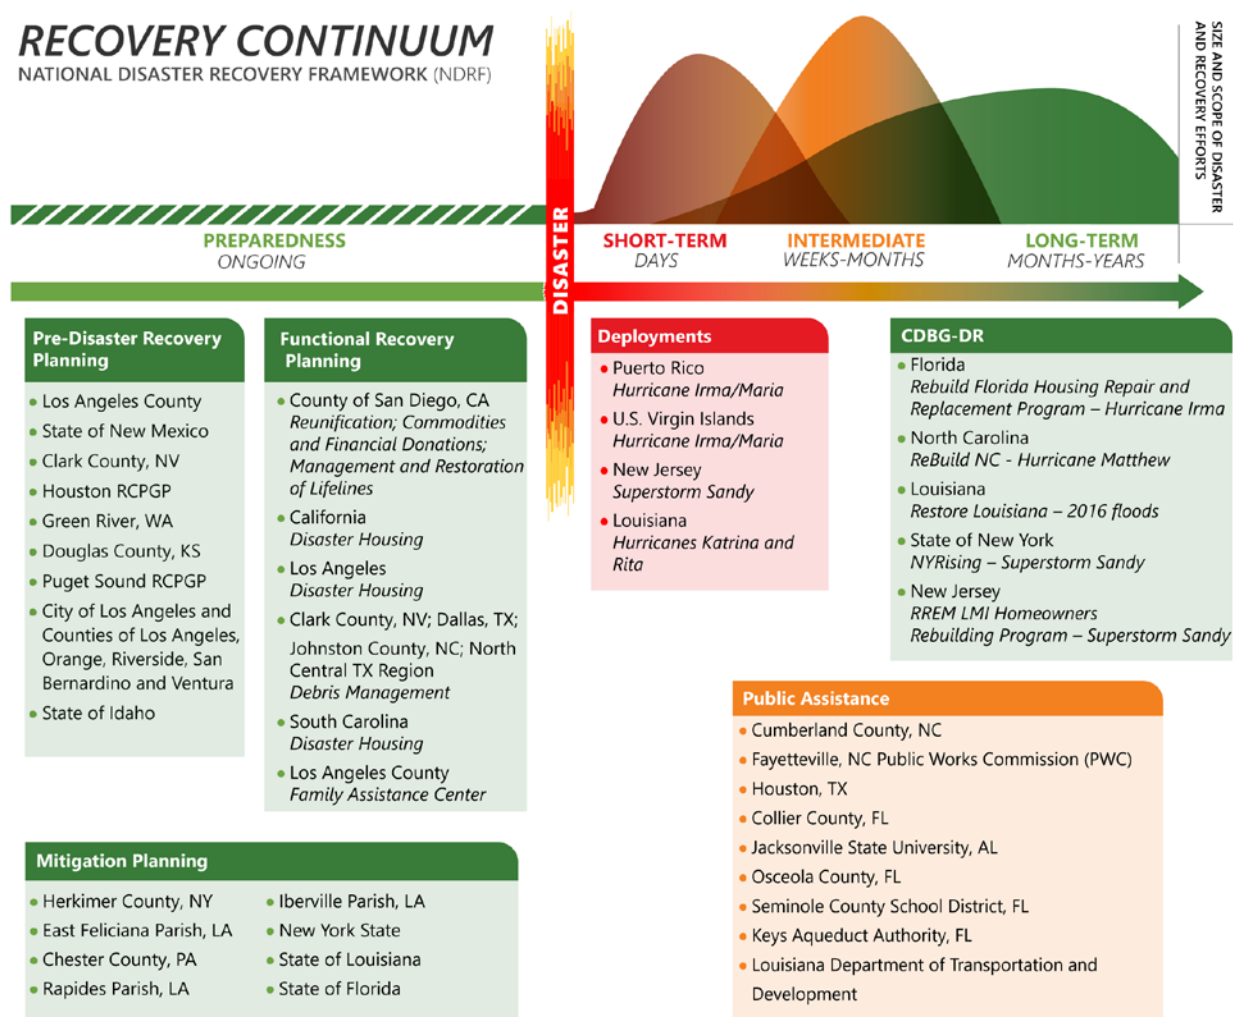 RECOVERY CONTINUUM
NATIONAL DISASTER RECOVERY FRAMEWORK (NDRF)
SIZE AND SCOPE OF DISASTER
AND RECOVERY EFFORTS
DISASTER
PREPAREDNESS
ONGOING
SHORT-TERM
DAYS
INTERMEDIATE
WEEKS-MONTHS
LONG-TERM
MONTHS-YEARS
Pre-Disaster Recovery
Planning
• Los Angeles County
• State of New Mexico
• Clark County, NV
• Houston RCPGP
• Green River, WA
• Douglas County, KS
• Puget Sound RCPGP
• City of Los Angeles and
Counties of Los Angeles,
Orange, Riverside, San
Bernardino and Ventura
• State of Idaho
Functional Recovery
Planning
• County of San Diego, CA
Reunification; Commodities
and Financial Donations;
Management and Restoration
of Lifelines
• California
Disaster Housing
• Los Angeles
Disaster Housing
• Clark County, NV; Dallas, TX;
Johnston County, NC; North
Central TX Region
Debris Management
• South Carolina
Disaster Housing
• Los Angeles County
Family Assistance Center
Deployments
• Puerto Rico
Hurricane Irma/Maria
• U.S. Virgin Islands
Hurricane Irma/Maria
• New Jersey
Superstorm Sandy
• Louisiana
Hurricanes Katrina and
Rita
CDBG-DR
• Florida
Rebuild Florida Housing Repair and
Replacement Program – Hurricane Irma
• North Carolina
ReBuild NC - Hurricane Matthew
• Louisiana
Restore Louisiana – 2016 floods
• State of New York
NYRising – Superstorm Sandy
• New Jersey
RREM LMI Homeowners
Rebuilding Program – Superstorm Sandy
Mitigation Planning
• Herkimer County, NY
• East Feliciana Parish, LA
• Chester County, PA
• Rapides Parish, LA
• Iberville Parish, LA
• New York State
• State of Louisiana
• State of Florida
Public Assistance
• Cumberland County, NC
• Fayetteville, NC Public Works Commission (PWC)
• Houston, TX
• Collier County, FL
• Jacksonville State University, AL
• Osceola County, FL
• Seminole County School District, FL
• Keys Aqueduct Authority, FL
• Louisiana Department of Transportation and
Development